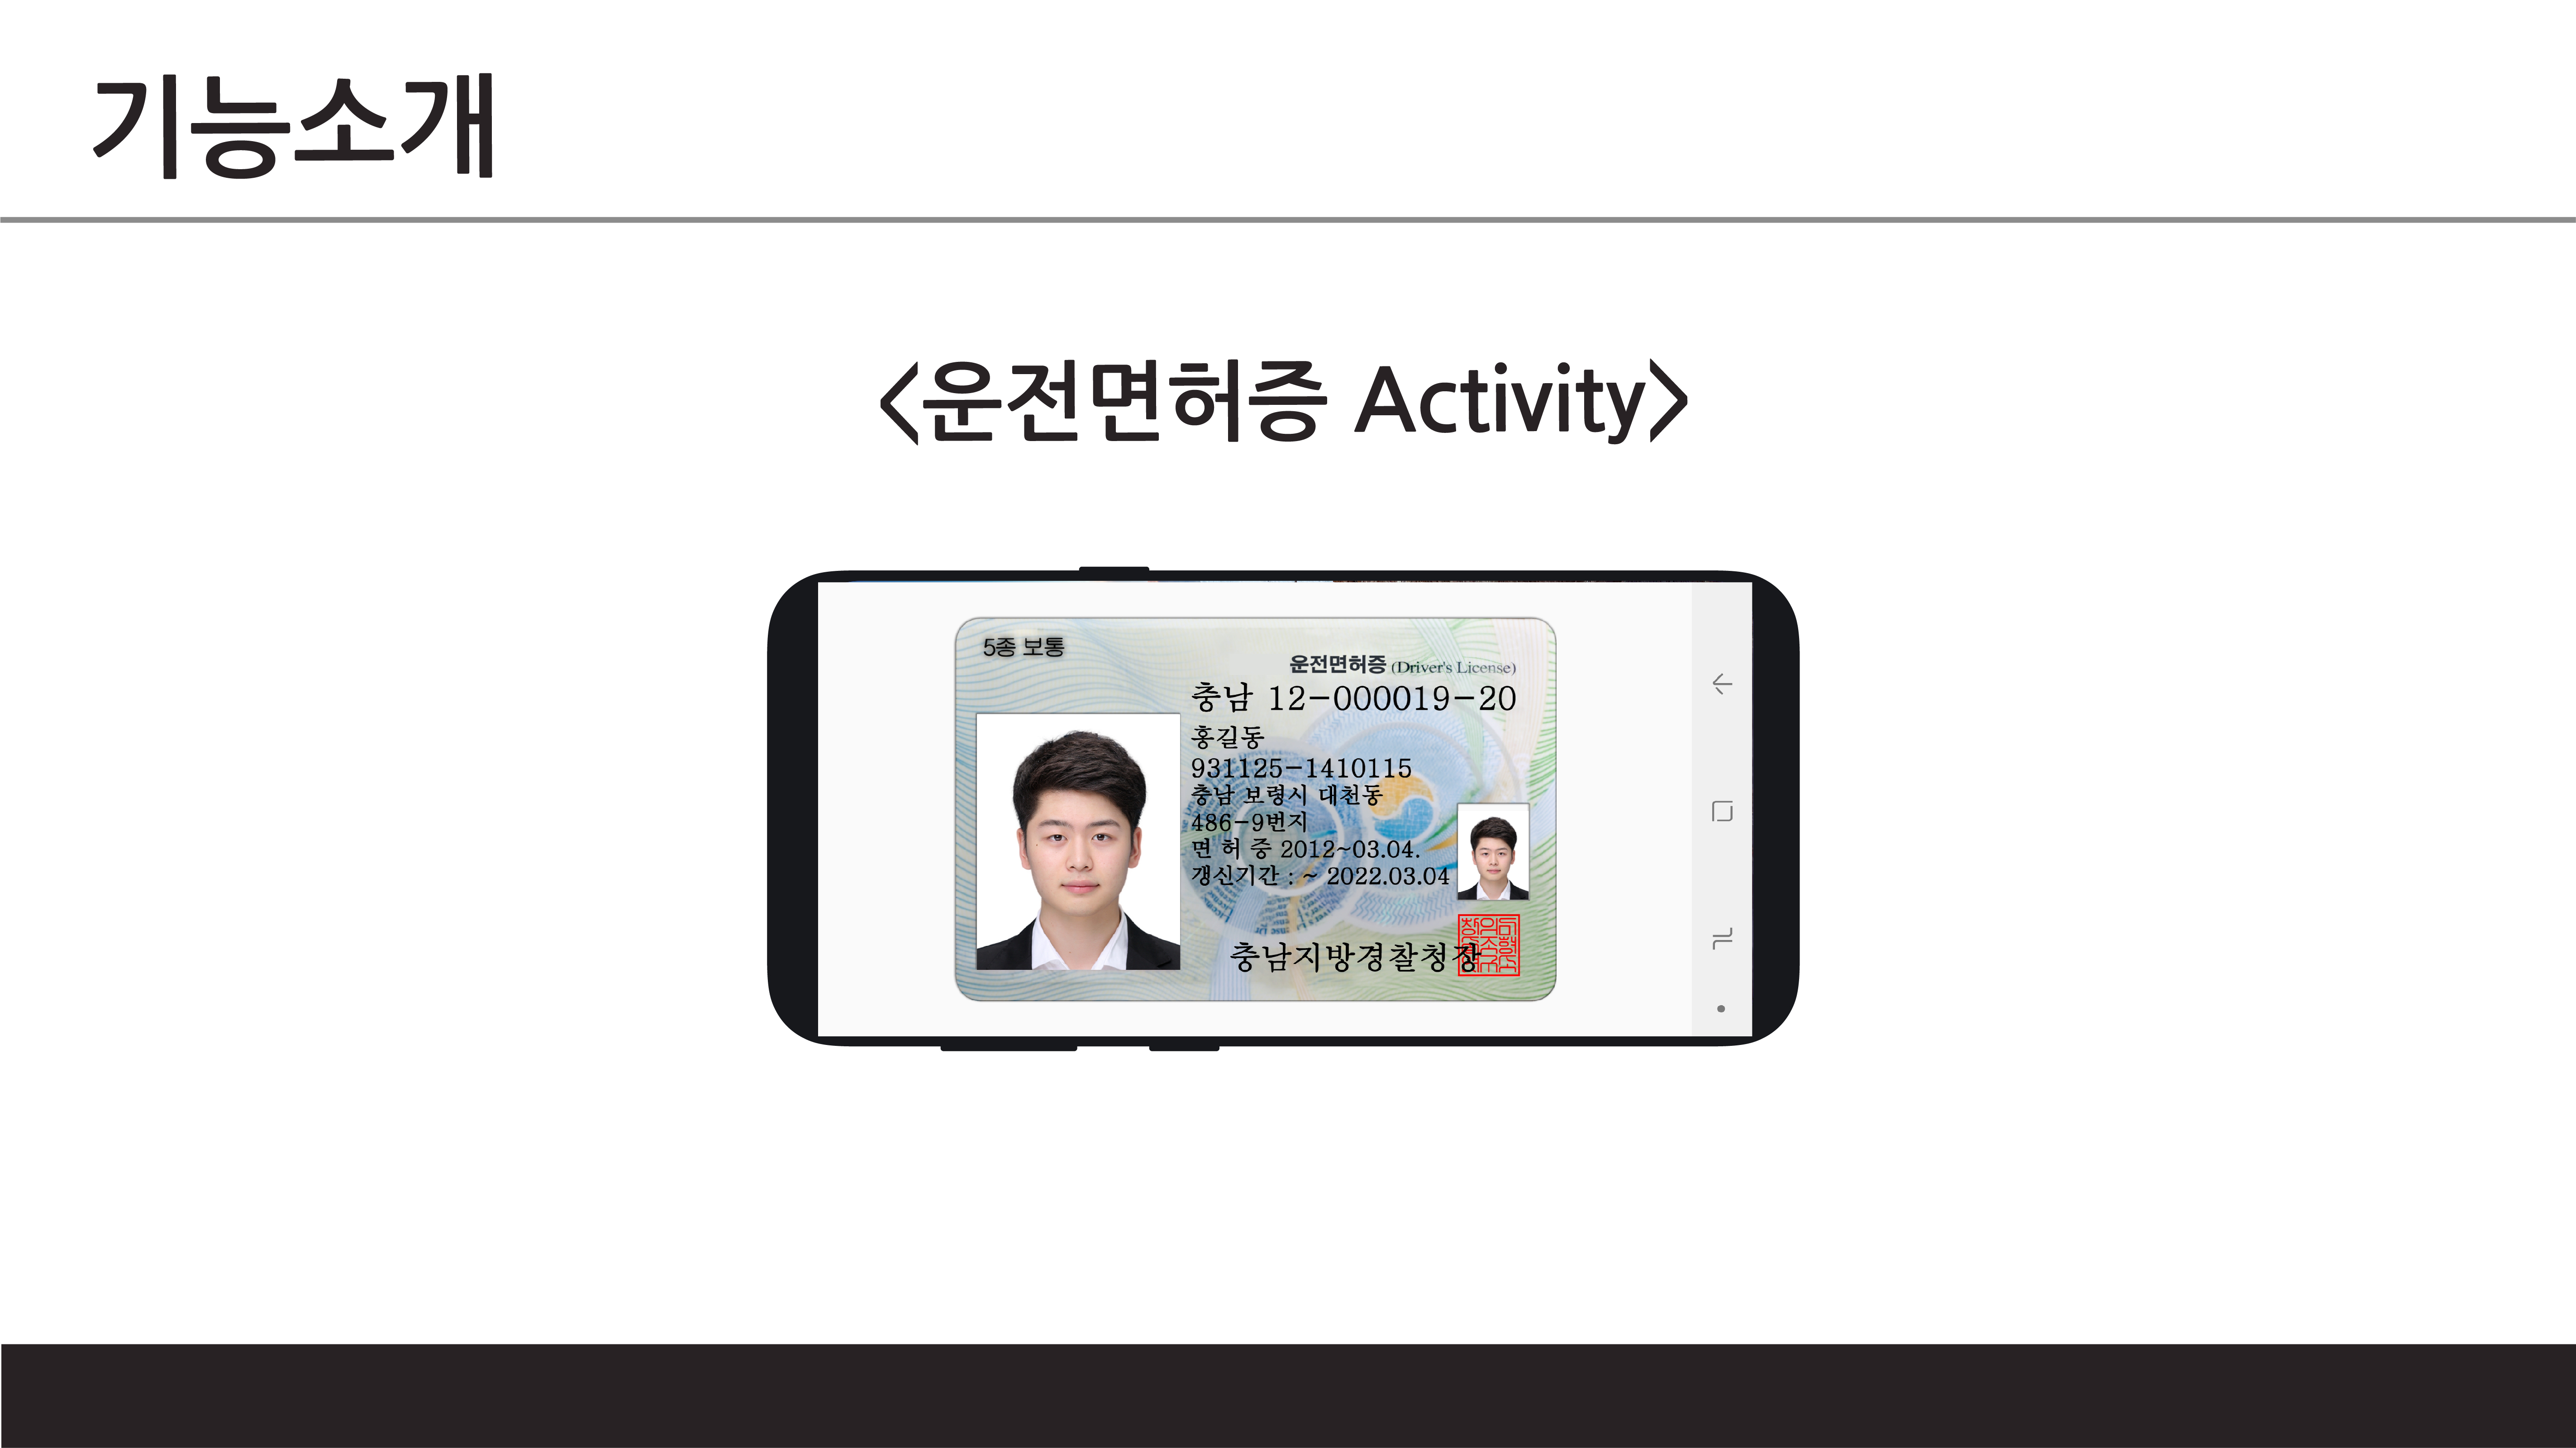 기능소개
<운전면허증 Activity>
5종 보통
운전면허증 (Driver's License)
충남 12-000019-20
홍길동
931125-1410115
충남 보령시 대천동
486-9번지
면 허 증 2012~03.04.
갱신기간 : ~ 2022.03.04
충남지방경찰청장